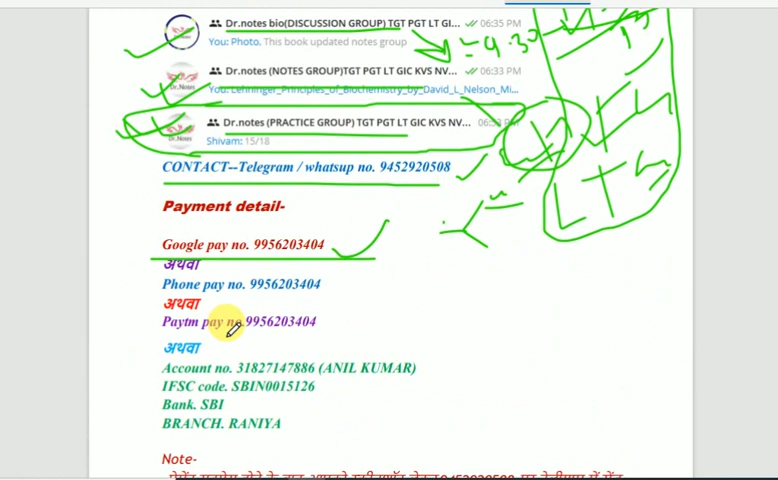 Dr.notes bio(DISCUSSION GROUP) TGT PGT LT GI... 06:35 PM
You: Photo, This book updated notes group
= 9.30
Dr.notes (NOTES GROUP)TGT PGT LT GIC KVS NV... 06:33 PM
You: Lehninger_Principles_of_Biochemistry_by_David_L_Nelson_Mi...
Dr.notes (PRACTICE GROUP) TGT PGT LT GIC KVS NV...
Shivam: 15/18
CONTACT--Telegram / whatsup no. 9452920508
Payment detail-
Google pay no. 9956203404
अथवा
Phone pay no. 9956203404
अथवा
Paytm pay no.9956203404
अथवा
Account no. 31827147886 (ANIL KUMAR)
IFSC code. SBIN0015126
Bank. SBI
BRANCH. RANIYA
Note-